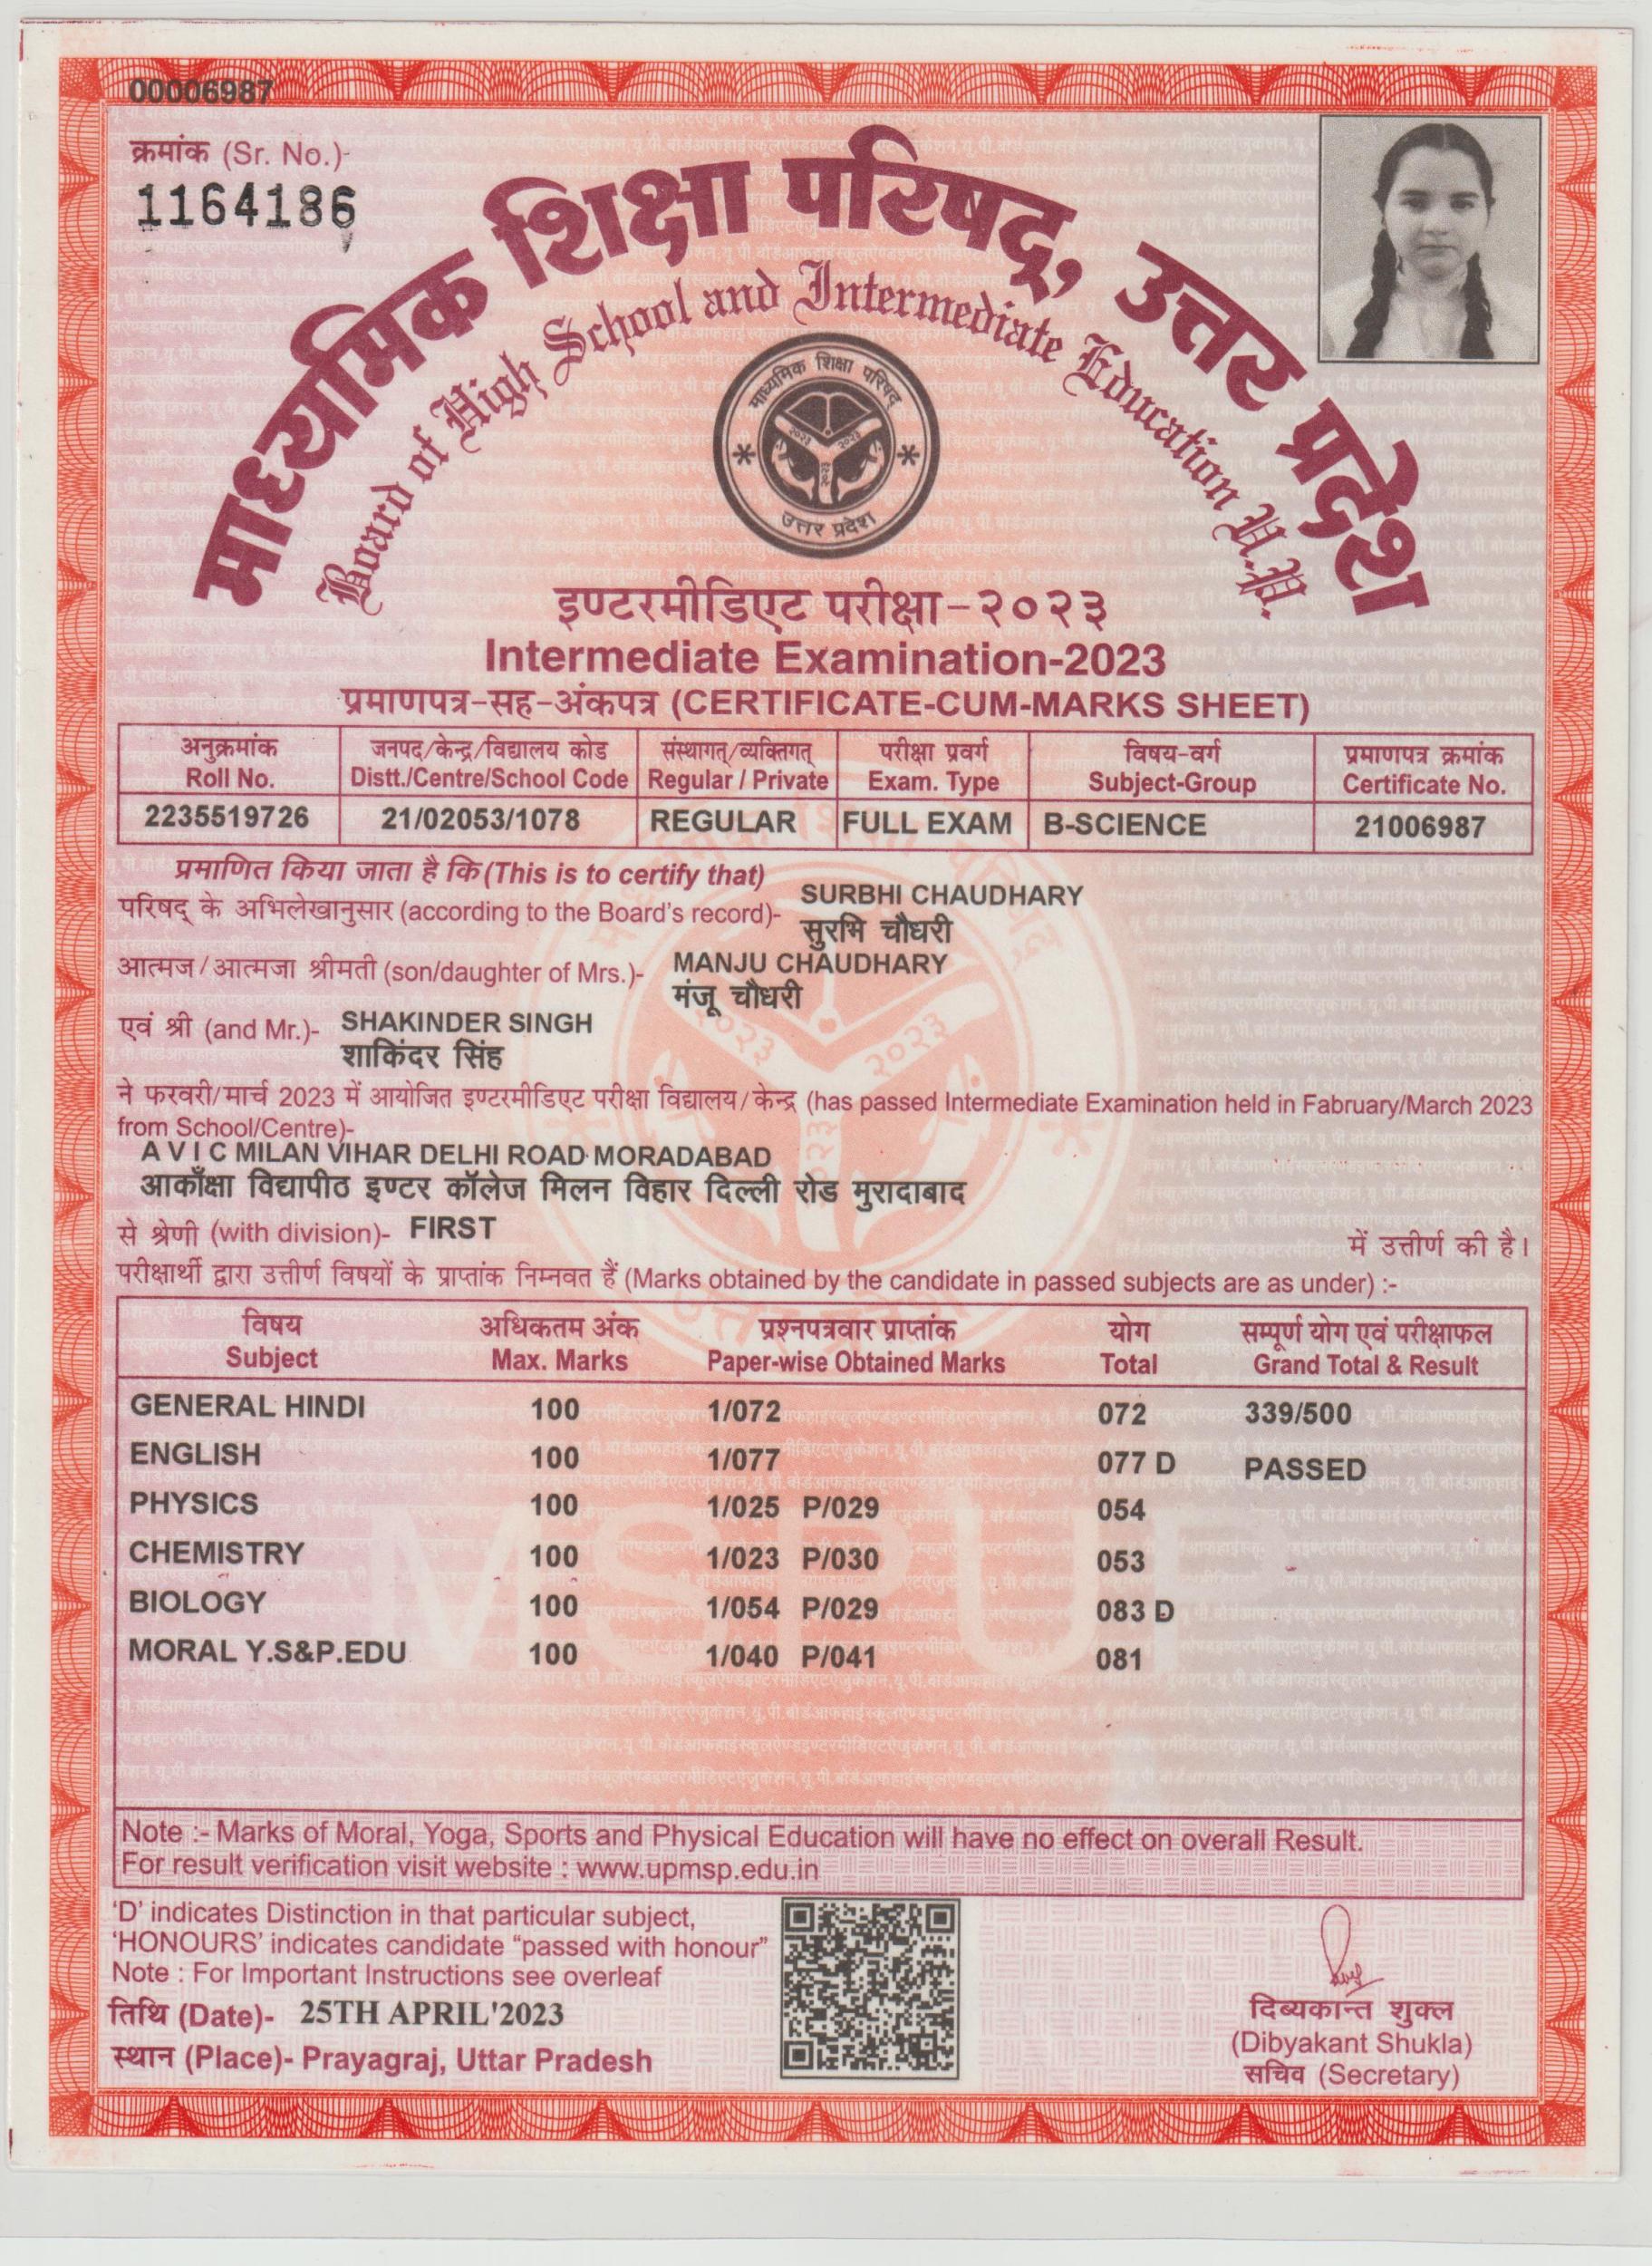 00006987
क्रमांक (Sr. No.)-
1164186
माध्यमिक शिक्षा परिषद्, उत्तर प्रदेश
Board of High School and Intermediate Education U.P.
माध्यमिक शिक्षा परिषद्
२०२३ २०२३
२०२३
उत्तर प्रदेश
इण्टरमीडिएट परीक्षा-२०२३
Intermediate Examination-2023
प्रमाणपत्र-सह-अंकपत्र (CERTIFICATE-CUM-MARKS SHEET)
अनुक्रमांक जनपद/केन्द्र/विद्यालय कोड संस्थागत्/व्यक्तिगत् परीक्षा प्रवर्ग विषय-वर्ग प्रमाणपत्र क्रमांक
Roll No. Distt./Centre/School Code Regular / Private Exam. Type Subject-Group Certificate No.
2235519726 21/02053/1078 REGULAR FULL EXAM B-SCIENCE 21006987
प्रमाणित किया जाता है कि (This is to certify that)
परिषद् के अभिलेखानुसार (according to the Board's record)- SURBHI CHAUDHARY
सुरभि चौधरी
आत्मज/आत्मजा श्रीमती (son/daughter of Mrs.)- MANJU CHAUDHARY
मंजू चौधरी
एवं श्री (and Mr.)- SHAKINDER SINGH
शाकिंदर सिंह
ने फरवरी/मार्च 2023 में आयोजित इण्टरमीडिएट परीक्षा विद्यालय/केन्द्र (has passed Intermediate Examination held in Fabruary/March 2023
from School/Centre)-
A V I C MILAN VIHAR DELHI ROAD MORADABAD
आकाँक्षा विद्यापीठ इण्टर कॉलेज मिलन विहार दिल्ली रोड मुरादाबाद
से श्रेणी (with division)- FIRST में उत्तीर्ण की है।
परीक्षार्थी द्वारा उत्तीर्ण विषयों के प्राप्तांक निम्नवत हैं (Marks obtained by the candidate in passed subjects are as under) :-
विषय अधिकतम अंक प्रश्नपत्रवार प्राप्तांक योग सम्पूर्ण योग एवं परीक्षाफल
Subject Max. Marks Paper-wise Obtained Marks Total Grand Total & Result
GENERAL HINDI 100 1/072 072 339/500
ENGLISH 100 1/077 077 D PASSED
PHYSICS 100 1/025 P/029 054
CHEMISTRY 100 1/023 P/030 053
BIOLOGY 100 1/054 P/029 083 D
MORAL Y.S&P.EDU 100 1/040 P/041 081
MSPUP
Note :- Marks of Moral, Yoga, Sports and Physical Education will have no effect on overall Result.
For result verification visit website : www.upmsp.edu.in
'D' indicates Distinction in that particular subject,
'HONOURS' indicates candidate "passed with honour"
Note : For Important Instructions see overleaf
तिथि (Date)- 25TH APRIL'2023
स्थान (Place)- Prayagraj, Uttar Pradesh
दिब्यकान्त शुक्ल
(Dibyakant Shukla)
सचिव (Secretary)